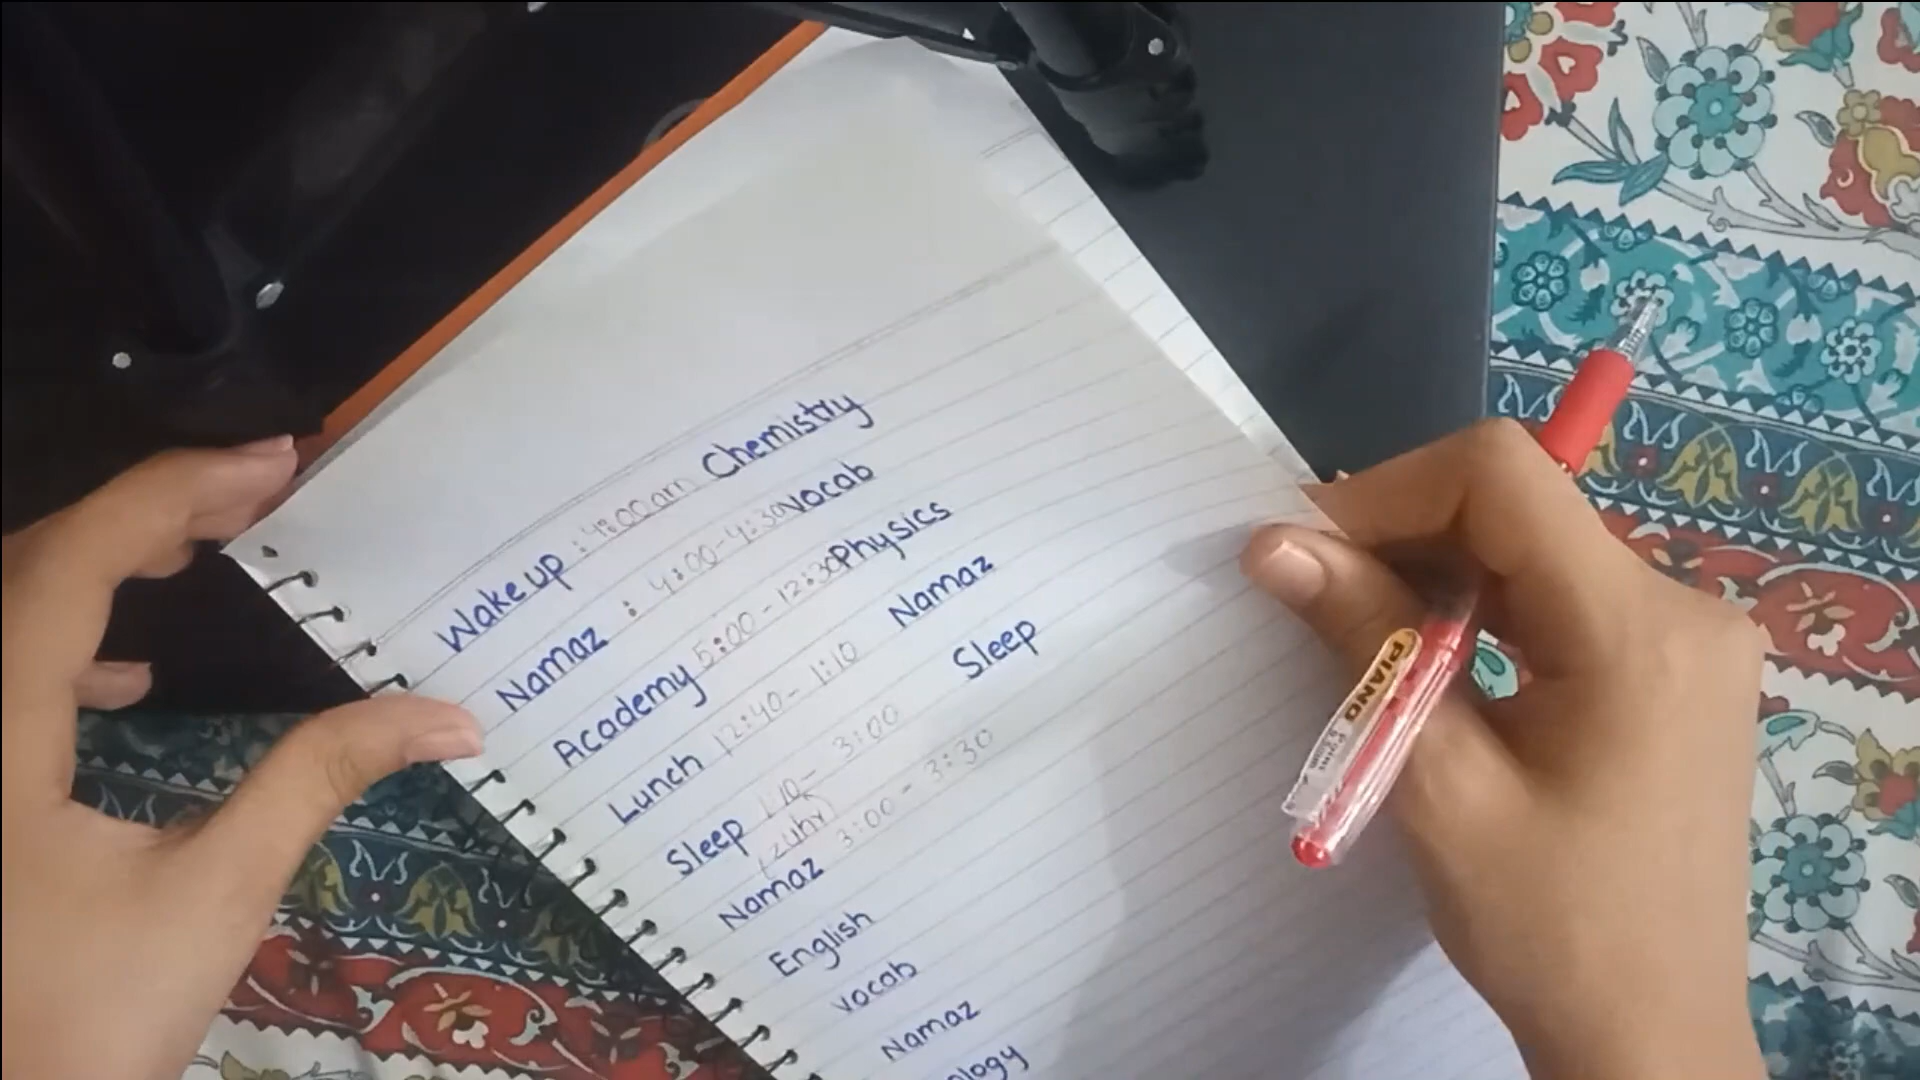 Wake up : 4:00am Chemistry
Namaz : 4:00-4:30 Vocab
Academy 5:00-12:30 Physics
Lunch 12:40-1:10 Namaz
Sleep 1:10-3:00 Sleep
(zuhr)
Namaz 3:00-3:30
English
Vocab
Namaz
PIANO